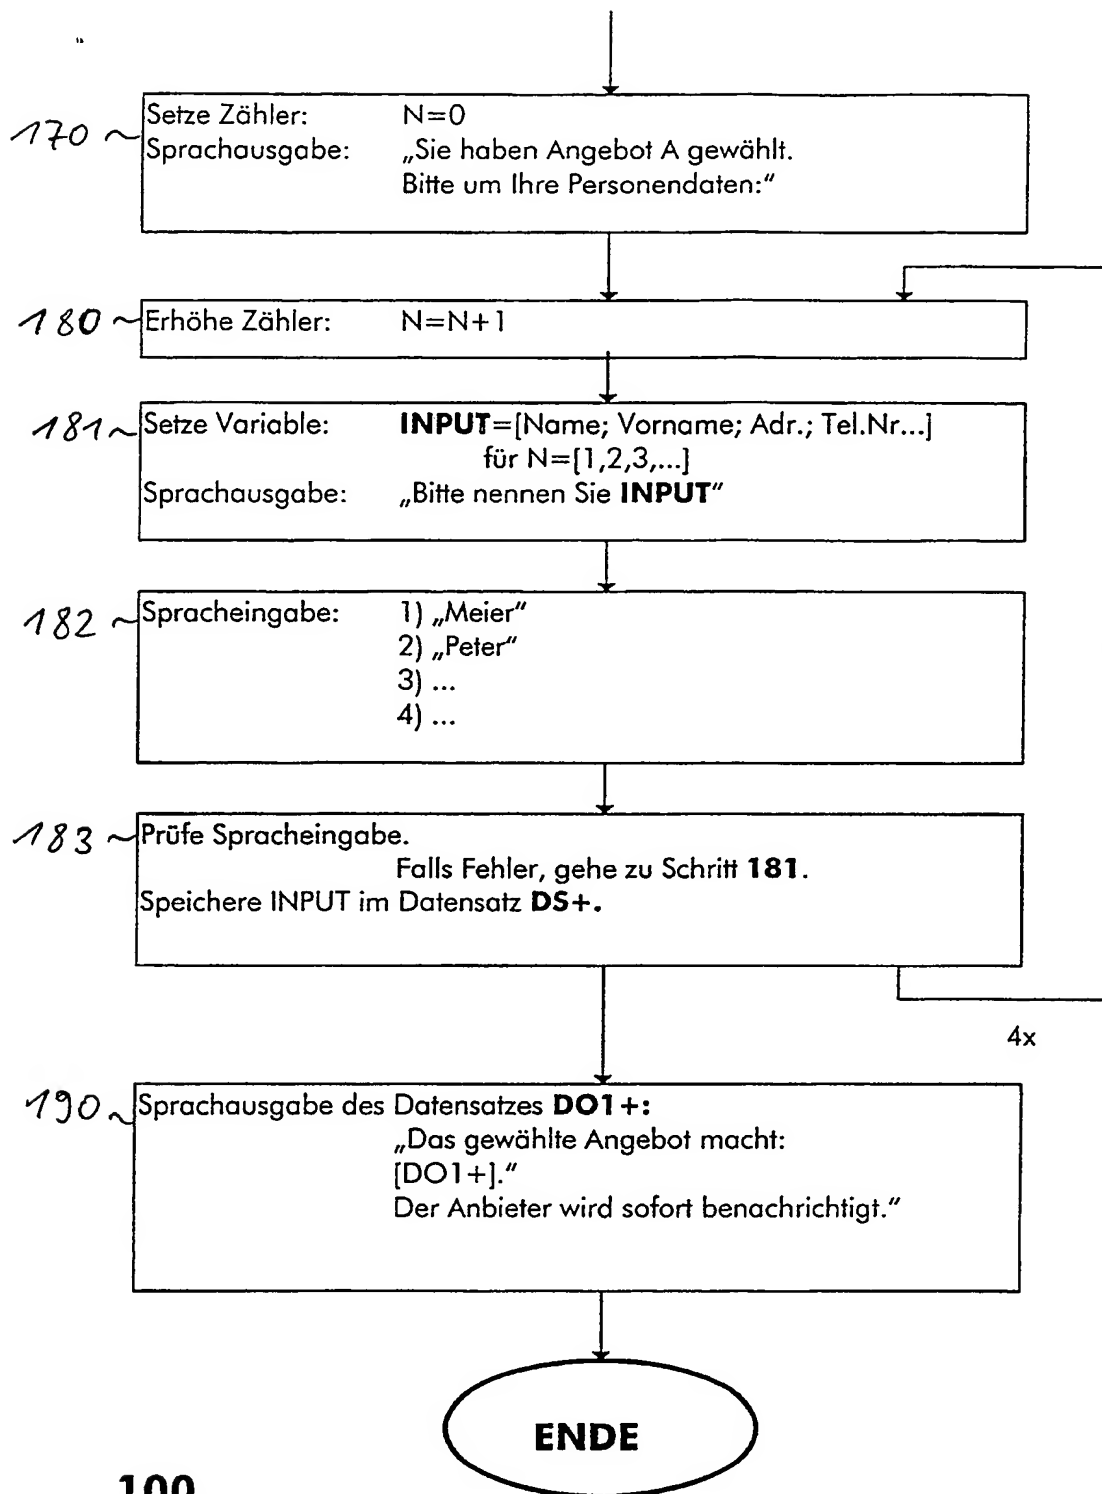 170 Setze Zähler: N=0
Sprachausgabe: „Sie haben Angebot A gewählt.
Bitte um Ihre Personendaten:“
180 Erhöhe Zähler: N=N+1
181 Setze Variable: INPUT=[Name; Vorname; Adr.; Tel.Nr...]
für N=[1,2,3,...]
Sprachausgabe: „Bitte nennen Sie INPUT“
182 Spracheingabe: 1) „Meier“
2) „Peter“
3) ...
4) ...
183 Prüfe Spracheingabe.
Falls Fehler, gehe zu Schritt 181.
Speichere INPUT im Datensatz DS+.
4x
190 Sprachausgabe des Datensatzes DO1+:
„Das gewählte Angebot macht:
[DO1+].“
Der Anbieter wird sofort benachrichtigt.“
ENDE
100